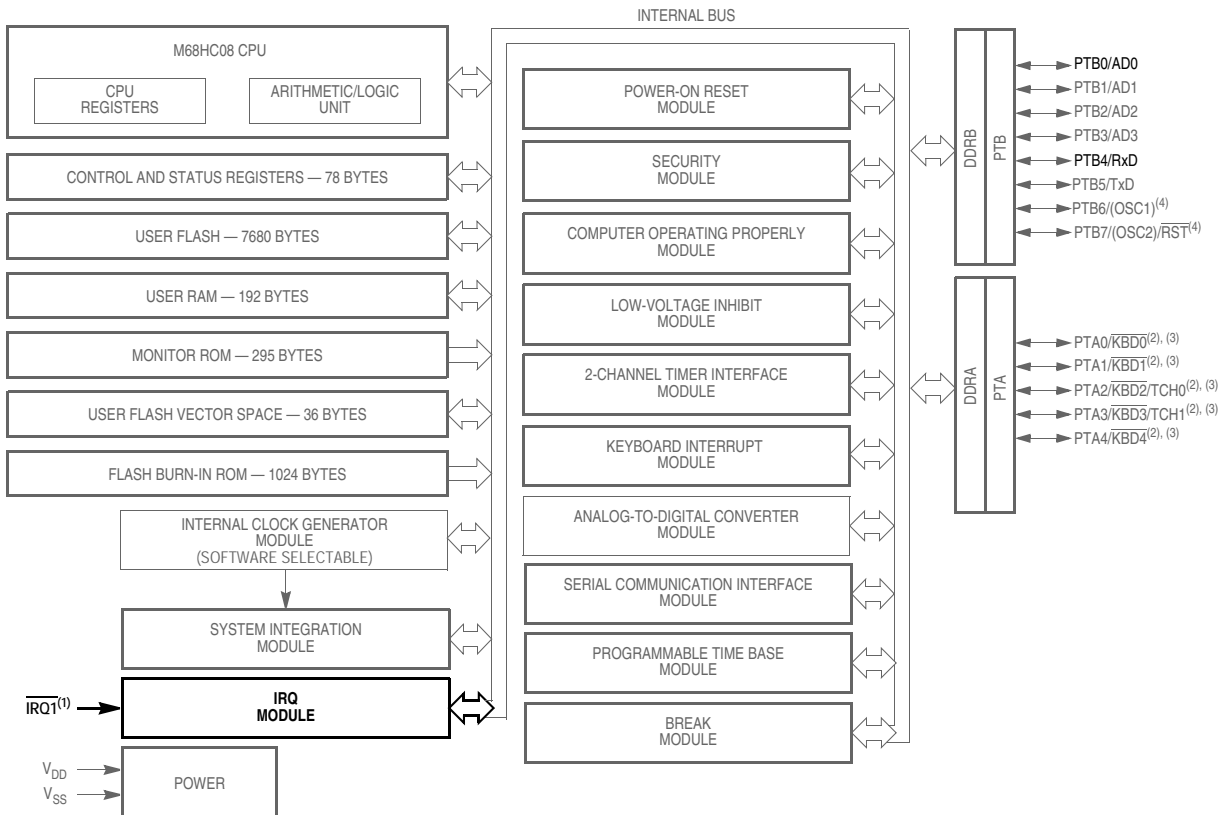 INTERNAL BUS
M68HC08 CPU
CPU
REGISTERS
ARITHMETIC/LOGIC
UNIT
CONTROL AND STATUS REGISTERS — 78 BYTES
USER FLASH — 7680 BYTES
USER RAM — 192 BYTES
MONITOR ROM — 295 BYTES
USER FLASH VECTOR SPACE — 36 BYTES
FLASH BURN-IN ROM — 1024 BYTES
INTERNAL CLOCK GENERATOR
MODULE
(SOFTWARE SELECTABLE)
SYSTEM INTEGRATION
MODULE
IRQ1(1)
IRQ
MODULE
VDD
VSS
POWER
POWER-ON RESET
MODULE
SECURITY
MODULE
COMPUTER OPERATING PROPERLY
MODULE
LOW-VOLTAGE INHIBIT
MODULE
2-CHANNEL TIMER INTERFACE
MODULE
KEYBOARD INTERRUPT
MODULE
ANALOG-TO-DIGITAL CONVERTER
MODULE
SERIAL COMMUNICATION INTERFACE
MODULE
PROGRAMMABLE TIME BASE
MODULE
BREAK
MODULE
DDRB
PTB
PTB0/AD0
PTB1/AD1
PTB2/AD2
PTB3/AD3
PTB4/RxD
PTB5/TxD
PTB6/(OSC1)(4)
PTB7/(OSC2)/RST(4)
DDRA
PTA
PTA0/KBD0(2), (3)
PTA1/KBD1(2), (3)
PTA2/KBD2/TCH0(2), (3)
PTA3/KBD3/TCH1(2), (3)
PTA4/KBD4(2), (3)